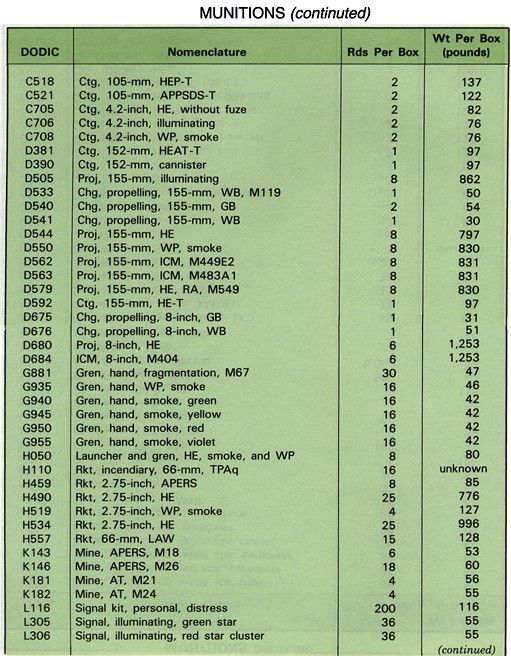 MUNITIONS (continuted)
DODIC Nomenclature Rds Per Box Wt Per Box (pounds)
C518 Ctg, 105-mm, HEP-T 2 137
C521 Ctg, 105-mm, APPSDS-T 2 122
C705 Ctg, 4.2-inch, HE, without fuze 2 82
C706 Ctg, 4.2-inch, illuminating 2 76
C708 Ctg, 4.2-inch, WP, smoke 2 76
D381 Ctg, 152-mm, HEAT-T 1 97
D390 Ctg, 152-mm, cannister 1 97
D505 Proj, 155-mm, illuminating 8 862
D533 Chg, propelling, 155-mm, WB, M119 1 50
D540 Chg, propelling, 155-mm, GB 2 54
D541 Chg, propelling, 155-mm, WB 1 30
D544 Proj, 155-mm, HE 8 797
D550 Proj, 155-mm, WP, smoke 8 830
D562 Proj, 155-mm, ICM, M449E2 8 831
D563 Proj, 155-mm, ICM, M483A1 8 831
D579 Proj, 155-mm, HE, RA, M549 8 830
D592 Ctg, 155-mm, HE-T 1 97
D675 Chg, propelling, 8-inch, GB 1 31
D676 Chg, propelling, 8-inch, WB 1 51
D680 Proj, 8-inch, HE 6 1,253
D684 ICM, 8-inch, M404 6 1,253
G881 Gren, hand, fragmentation, M67 30 47
G935 Gren, hand, WP, smoke 16 46
G940 Gren, hand, smoke, green 16 42
G945 Gren, hand, smoke, yellow 16 42
G950 Gren, hand, smoke, red 16 42
G955 Gren, hand, smoke, violet 16 42
H050 Launcher and gren, HE, smoke, and WP 8 80
H110 Rkt, incendiary, 66-mm, TPAq 16 unknown
H459 Rkt, 2.75-inch, APERS 8 85
H490 Rkt, 2.75-inch, HE 25 776
H519 Rkt, 2.75-inch, WP, smoke 4 127
H534 Rkt, 2.75-inch, HE 25 996
H557 Rkt, 66-mm, LAW 15 128
K143 Mine, APERS, M18 6 53
K146 Mine, APERS, M26 18 60
K181 Mine, AT, M21 4 56
K182 Mine, AT, M24 4 55
L116 Signal kit, personal, distress 200 116
L305 Signal, illuminating, green star 36 55
L306 Signal, illuminating, red star cluster 36 55
(continued)